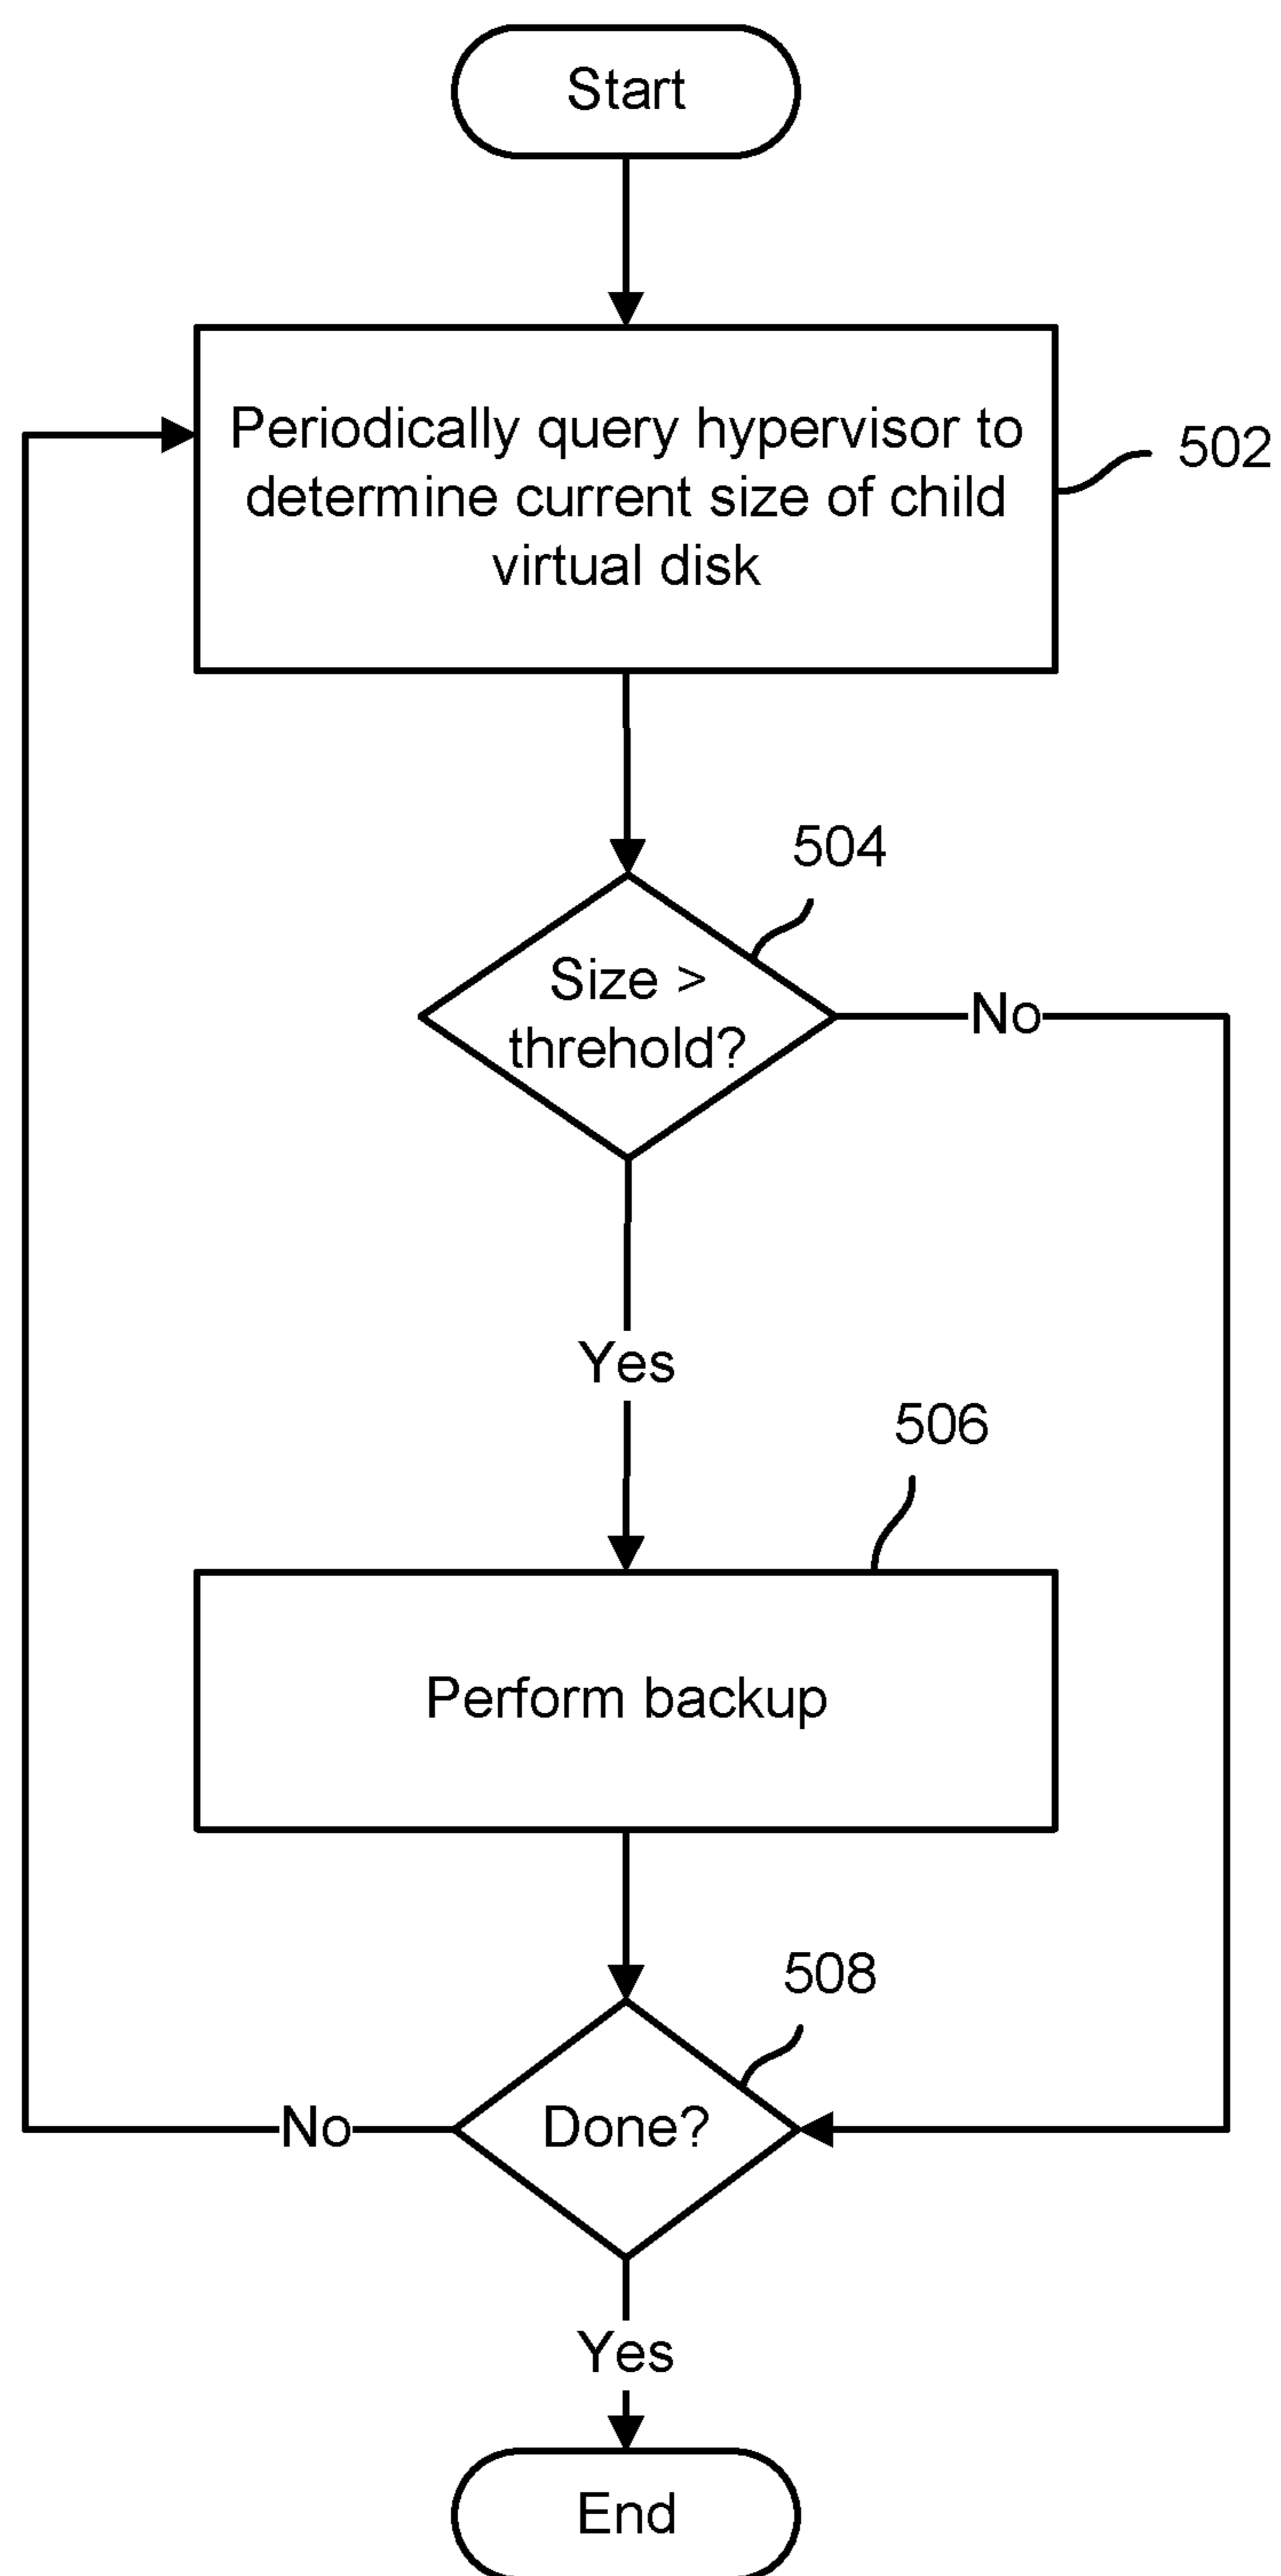 Start
Periodically query hypervisor to
determine current size of child
virtual disk
502
504
Size >
threhold?
No
Yes
506
Perform backup
508
Done?
No
Yes
End